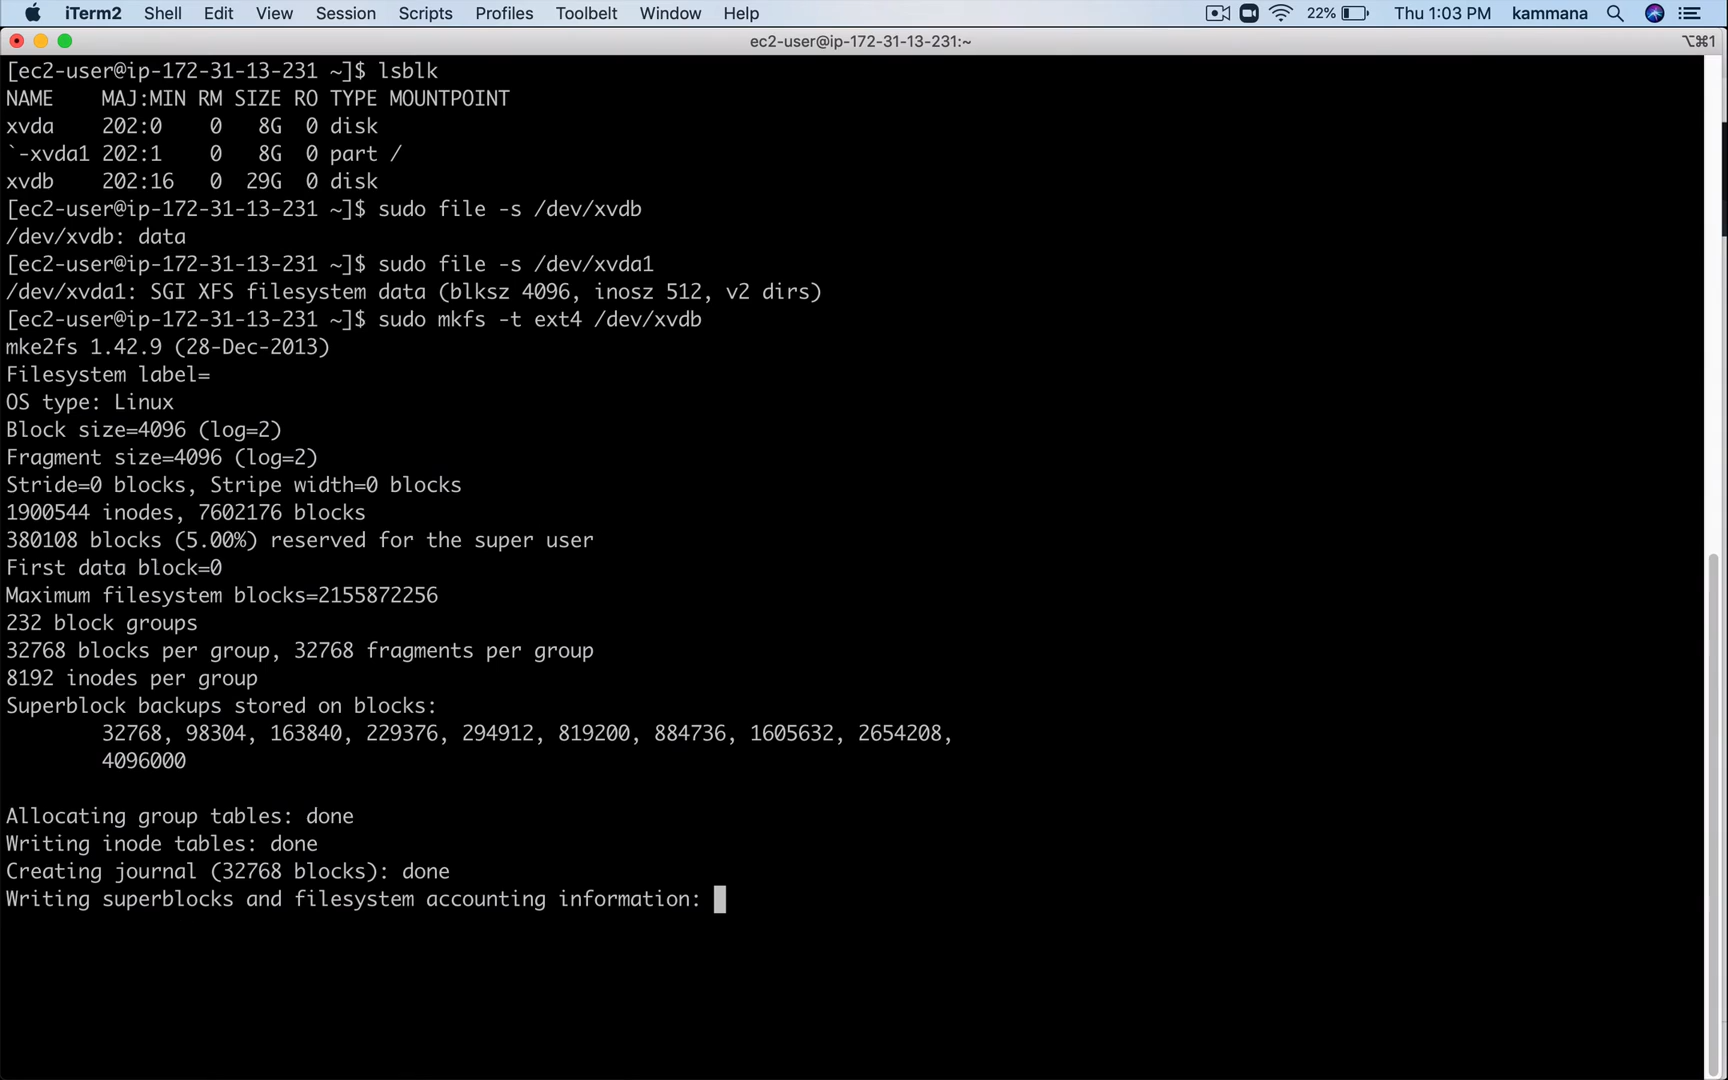 iTerm2 Shell Edit View Session Scripts Profiles Toolbelt Window Help 22% Thu 1:03 PM kammana
ec2-user@ip-172-31-13-231:~ ⌥⌘1
[ec2-user@ip-172-31-13-231 ~]$ lsblk
NAME    MAJ:MIN RM SIZE RO TYPE MOUNTPOINT
xvda    202:0    0   8G  0 disk
`-xvda1 202:1    0   8G  0 part /
xvdb    202:16   0  29G  0 disk
[ec2-user@ip-172-31-13-231 ~]$ sudo file -s /dev/xvdb
/dev/xvdb: data
[ec2-user@ip-172-31-13-231 ~]$ sudo file -s /dev/xvda1
/dev/xvda1: SGI XFS filesystem data (blksz 4096, inosz 512, v2 dirs)
[ec2-user@ip-172-31-13-231 ~]$ sudo mkfs -t ext4 /dev/xvdb
mke2fs 1.42.9 (28-Dec-2013)
Filesystem label=
OS type: Linux
Block size=4096 (log=2)
Fragment size=4096 (log=2)
Stride=0 blocks, Stripe width=0 blocks
1900544 inodes, 7602176 blocks
380108 blocks (5.00%) reserved for the super user
First data block=0
Maximum filesystem blocks=2155872256
232 block groups
32768 blocks per group, 32768 fragments per group
8192 inodes per group
Superblock backups stored on blocks:
        32768, 98304, 163840, 229376, 294912, 819200, 884736, 1605632, 2654208,
        4096000

Allocating group tables: done
Writing inode tables: done
Creating journal (32768 blocks): done
Writing superblocks and filesystem accounting information: